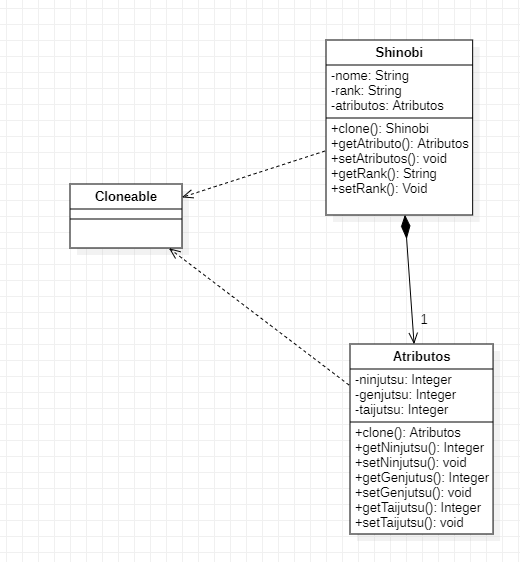 Shinobi
-nome: String
-rank: String
-atributos: Atributos
+clone(): Shinobi
+getAtributo(): Atributos
+setAtributos(): void
+getRank(): String
+setRank(): Void
Cloneable
1
Atributos
-ninjutsu: Integer
-genjutsu: Integer
-taijutsu: Integer
+clone(): Atributos
+getNinjutsu(): Integer
+setNinjutsu(): void
+getGenjutus(): Integer
+setGenjutsu(): void
+getTaijutsu(): Integer
+setTaijutsu(): void